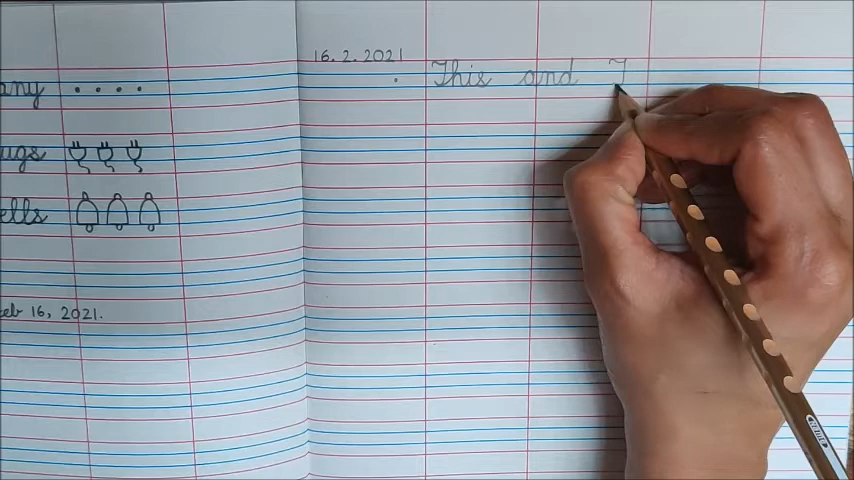 any
ugs
ells
eb 16, 2021.
16.2.2021
This and T